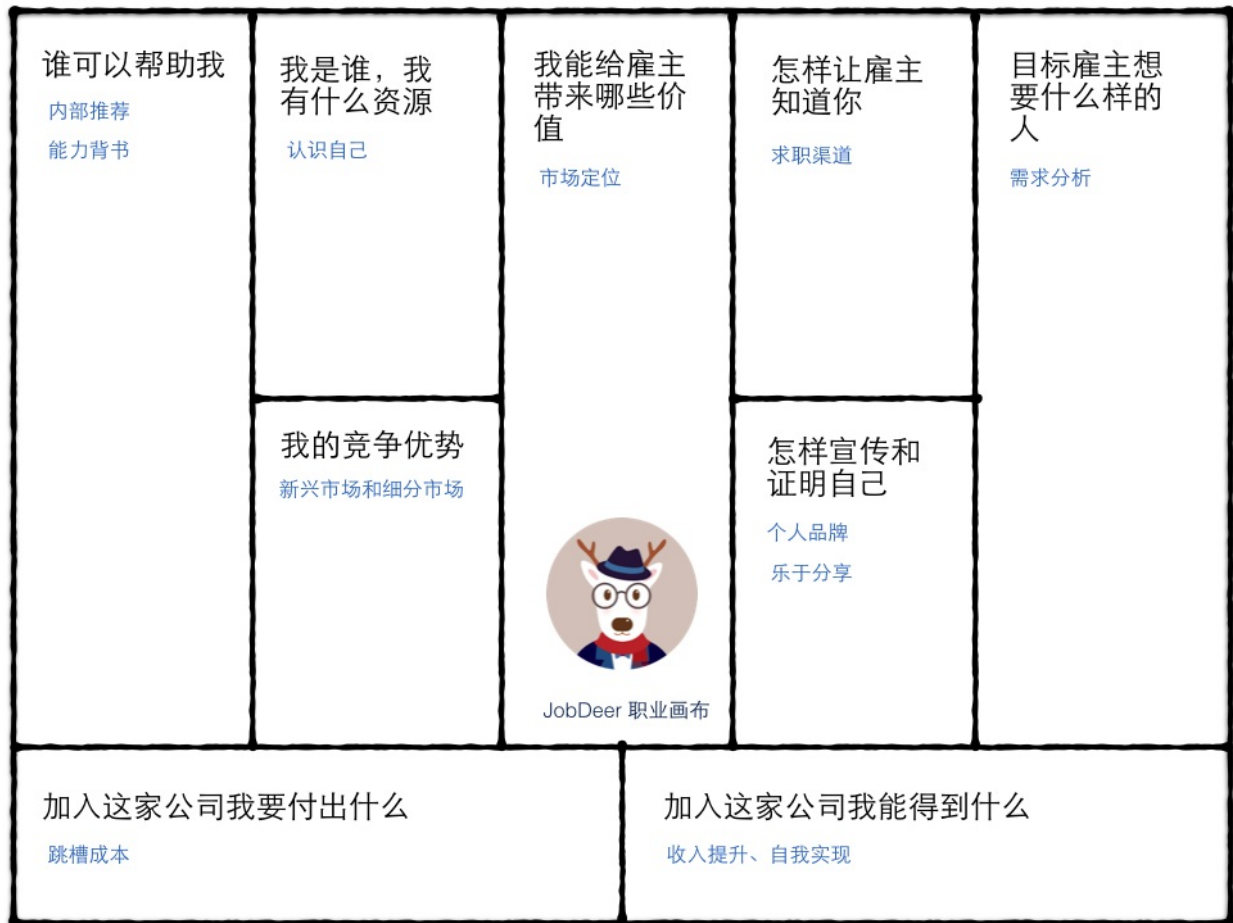 谁可以帮助我
内部推荐
能力背书
我是谁，我
有什么资源
认识自己
我的竞争优势
新兴市场和细分市场
我能给雇主
带来哪些价
值
市场定位
JobDeer 职业画布
怎样让雇主
知道你
求职渠道
怎样宣传和
证明自己
个人品牌
乐于分享
目标雇主想
要什么样的
人
需求分析
加入这家公司我要付出什么
跳槽成本
加入这家公司我能得到什么
收入提升、自我实现